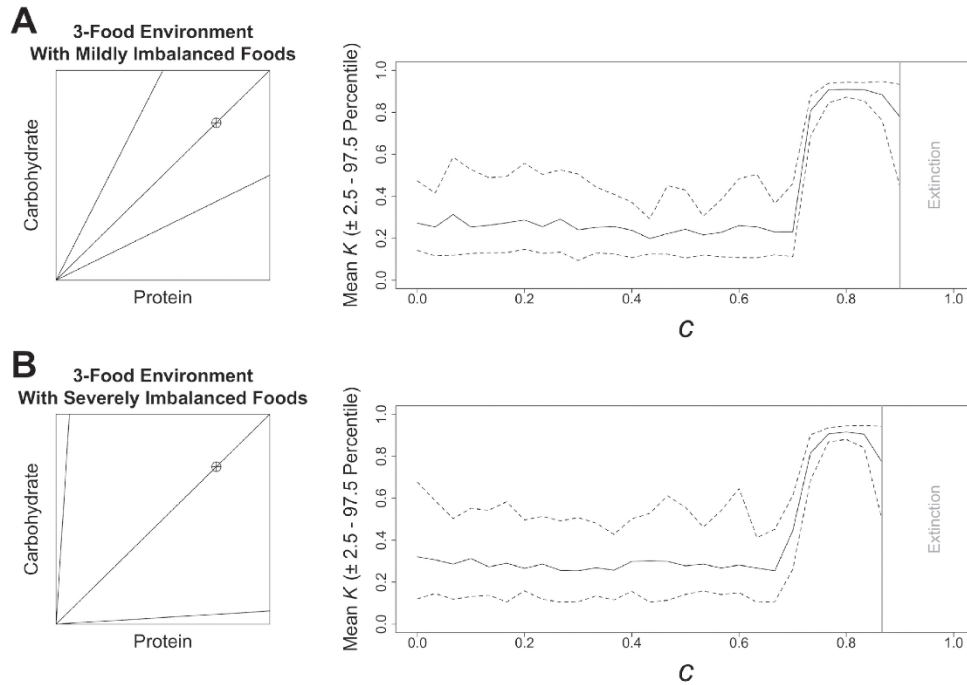 A
3-Food Environment
With Mildly Imbalanced Foods
Carbohydrate
Protein
Mean K (± 2.5 - 97.5 Percentile)
0.0 0.2 0.4 0.6 0.8 1.0
Extinction
0.0 0.2 0.4 0.6 0.8 1.0
C
B
3-Food Environment
With Severely Imbalanced Foods
Carbohydrate
Protein
Mean K (± 2.5 - 97.5 Percentile)
0.0 0.2 0.4 0.6 0.8 1.0
Extinction
0.0 0.2 0.4 0.6 0.8 1.0
C